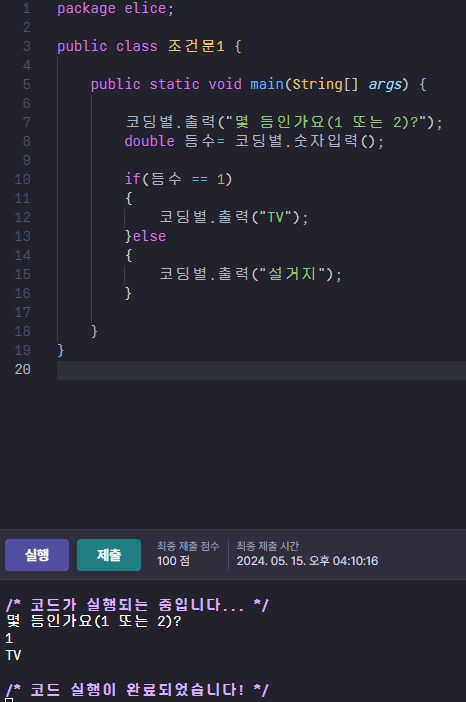 1 package elice;
2
3 public class 조건문1 {
4
5 public static void main(String[] args) {
6
7 코딩별.출력("몇 등인가요(1 또는 2)?");
8 double 등수= 코딩별.숫자입력();
9
10 if(등수 == 1)
11 {
12 코딩별.출력("TV");
13 }else
14 {
15 코딩별.출력("설거지");
16 }
17
18 }
19 }
20
실행 제출 최종 제출 점수 최종 제출 시간
100 점 2024. 05. 15. 오후 04:10:16
/* 코드가 실행되는 중입니다... */
몇 등인가요(1 또는 2)?
1
TV
/* 코드 실행이 완료되었습니다! */